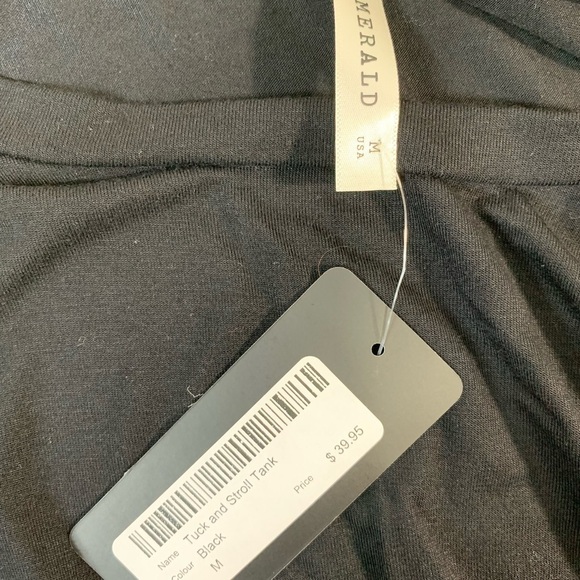 MERALD
M
USA
$ 39.95
Price
Name Tuck and Stroll Tank
Colour Black
M